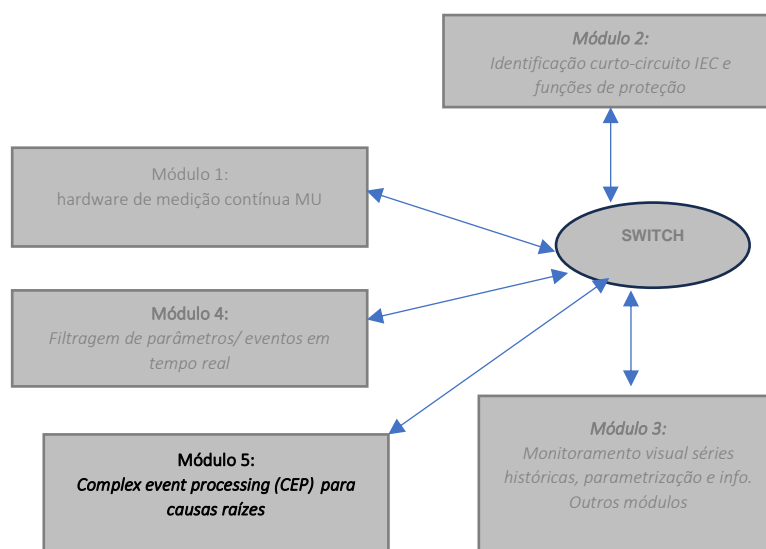 Módulo 2:
Identificação curto-circuito IEC e
funções de proteção
Módulo 1:
hardware de medição contínua MU
SWITCH
Módulo 4:
Filtragem de parâmetros/ eventos em
tempo real
Módulo 5:
Complex event processing (CEP) para
causas raízes
Módulo 3:
Monitoramento visual séries
históricas, parametrização e info.
Outros módulos